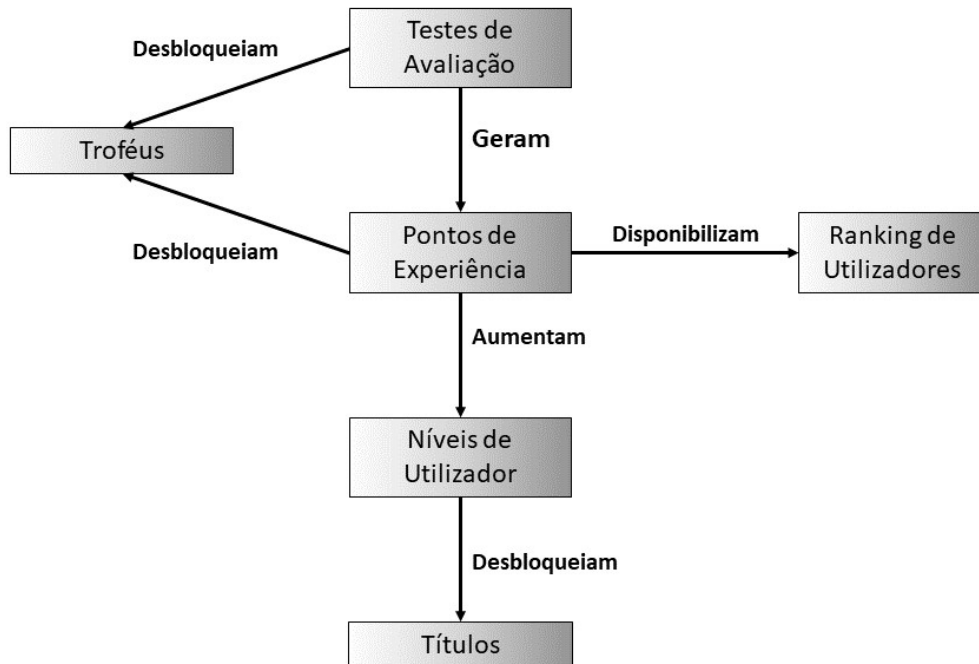 Testes de
Avaliação
Desbloqueiam
Geram
Troféus
Desbloqueiam
Pontos de
Experiência
Disponibilizam
Ranking de
Utilizadores
Aumentam
Níveis de
Utilizador
Desbloqueiam
Títulos